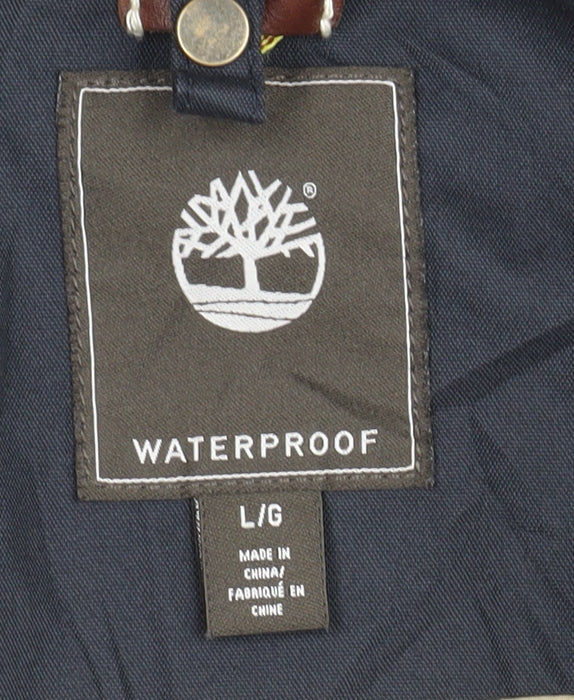 ®
WATERPROOF
L/G
MADE IN
CHINA/
FABRIQUÉ EN
CHINE